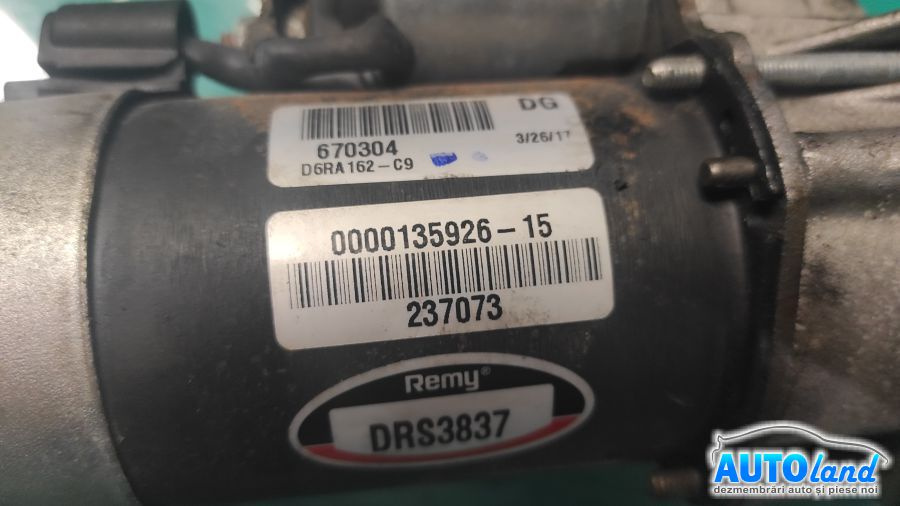 DG
670304
3/26/17
D6RA162-C9
0000135926-15
237073
Remy®
DRS3837
AUTOland
dezmembrări auto și piese noi